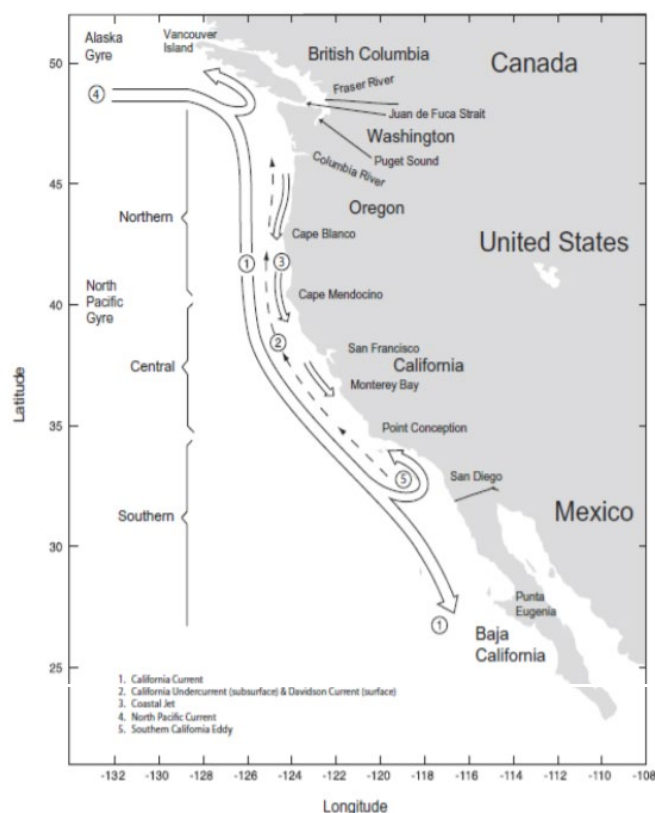 Alaska
Gyre
Vancouver
Island
British Columbia
Canada
Fraser River
Juan de Fuca Strait
Washington
Puget Sound
Columbia River
Oregon
Northern
Cape Blanco
United States
North
Pacific
Gyre
Cape Mendocino
Central
San Francisco
California
Monterey Bay
Point Conception
San Diego
Southern
Mexico
Punta
Eugenia
Baja
California
4
1
3
2
5
1
1. California Current
2. California Undercurrent (subsurface) & Davidson Current (surface)
3. Coastal Jet
4. North Pacific Current
5. Southern California Eddy
Latitude
50
45
40
35
30
25
-132 -130 -128 -126 -124 -122 -120 -118 -116 -114 -112 -110 -108
Longitude